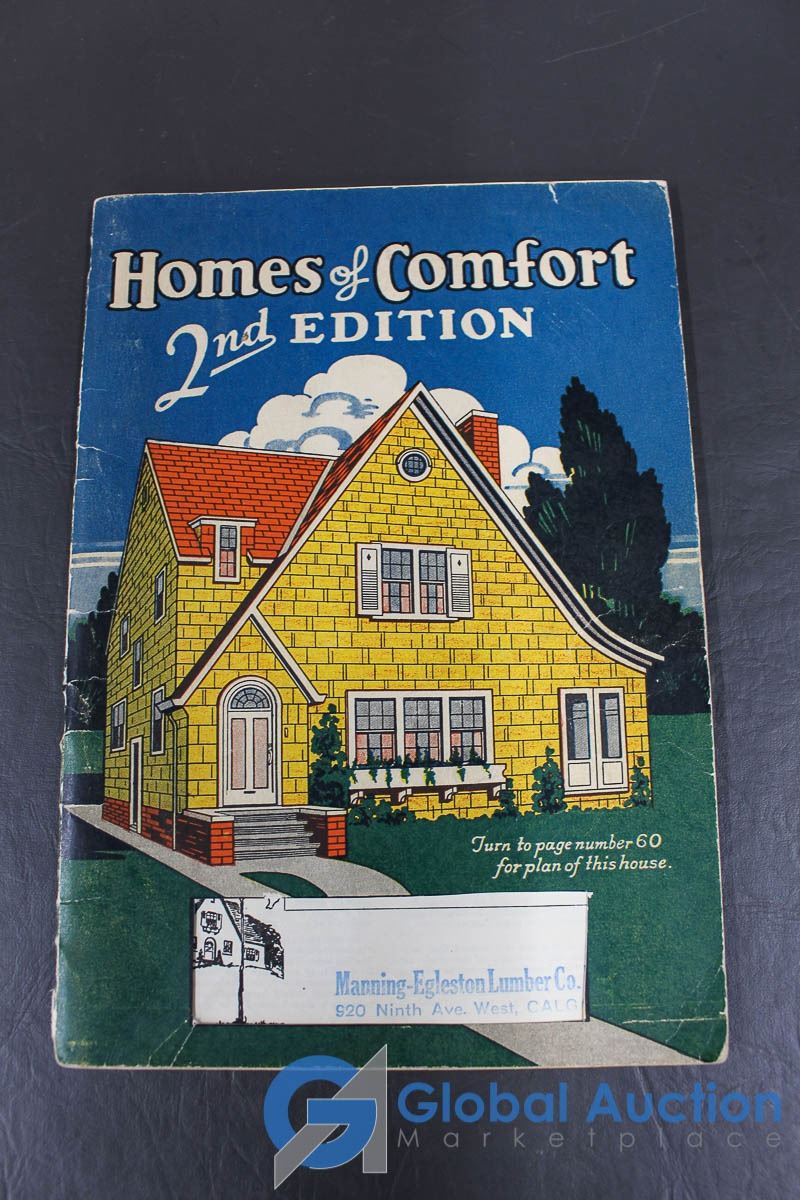 Homes of Comfort
2nd EDITION
Turn to page number 60
for plan of this house.
Manning-Egleston Lumber Co.
920 Ninth Ave. West, CALG
Global Auction
Marketplace